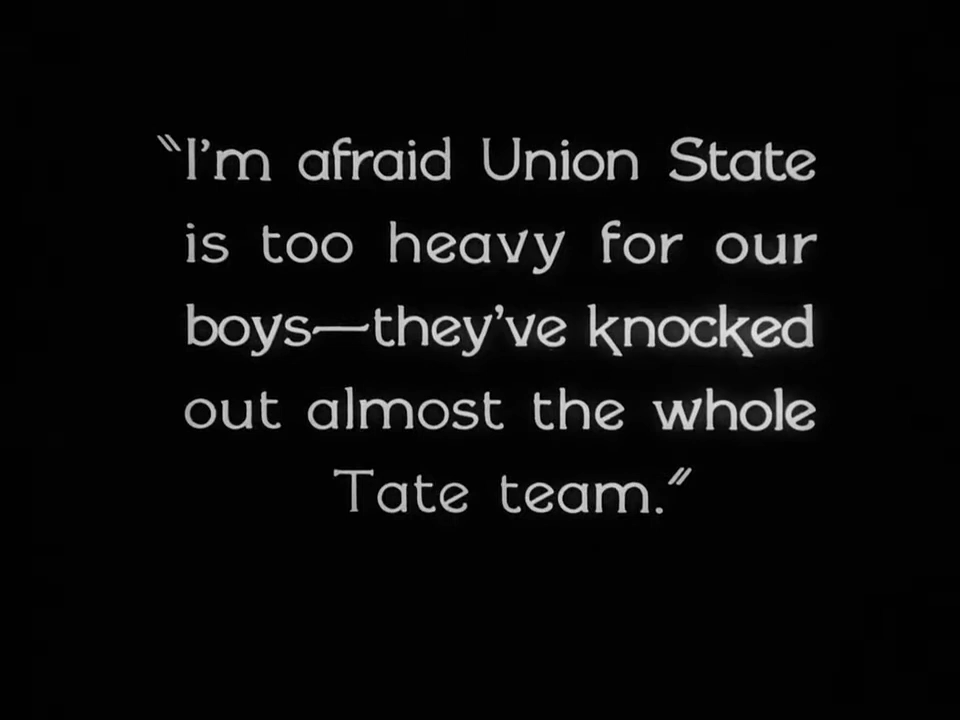 "I'm afraid Union State
is too heavy for our
boys—they've knocked
out almost the whole
Tate team."